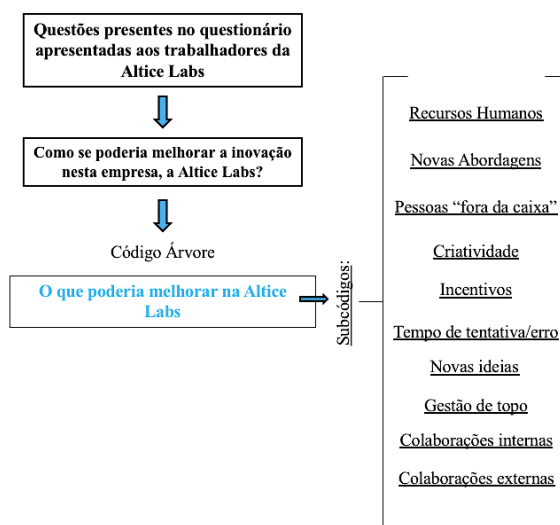 Questões presentes no questionário
apresentadas aos trabalhadores da
Altice Labs
Como se poderia melhorar a inovação
nesta empresa, a Altice Labs?
Código Árvore
O que poderia melhorar na Altice
Labs
Subcódigos:
Recursos Humanos
Novas Abordagens
Pessoas “fora da caixa”
Criatividade
Incentivos
Tempo de tentativa/erro
Novas ideias
Gestão de topo
Colaborações internas
Colaborações externas